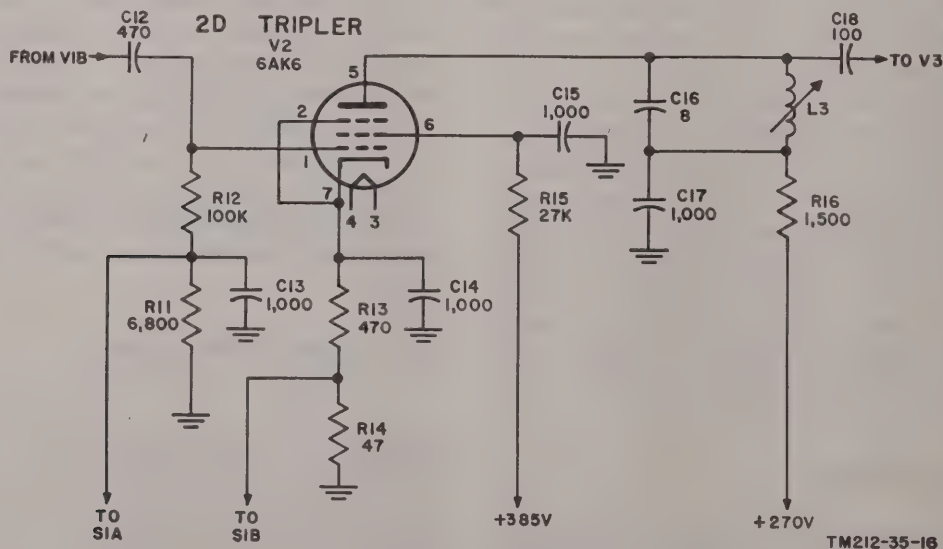 C12
470
2D TRIPLER
V2
6AK6
FROM V1B
C18
100
TO V3
5
2
1
6
7
4 3
C15
1,000
C16
8
L3
R12
100K
R15
27K
C17
1,000
R16
1,500
R11
6,800
C13
1,000
R13
470
C14
1,000
R14
47
TO
S1A
TO
S1B
+385V
+270V
TM212-35-16